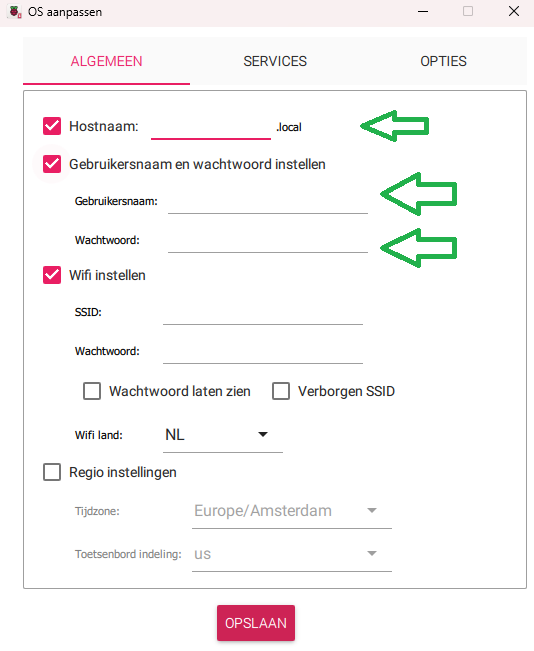 OS aanpassen
ALGEMEEN SERVICES OPTIES
Hostnaam: .local
Gebruikersnaam en wachtwoord instellen
Gebruikersnaam:
Wachtwoord:
Wifi instellen
SSID:
Wachtwoord:
Wachtwoord laten zien Verborgen SSID
Wifi land: NL
Regio instellingen
Tijdzone: Europe/Amsterdam
Toetsenbord indeling: us
OPSLAAN